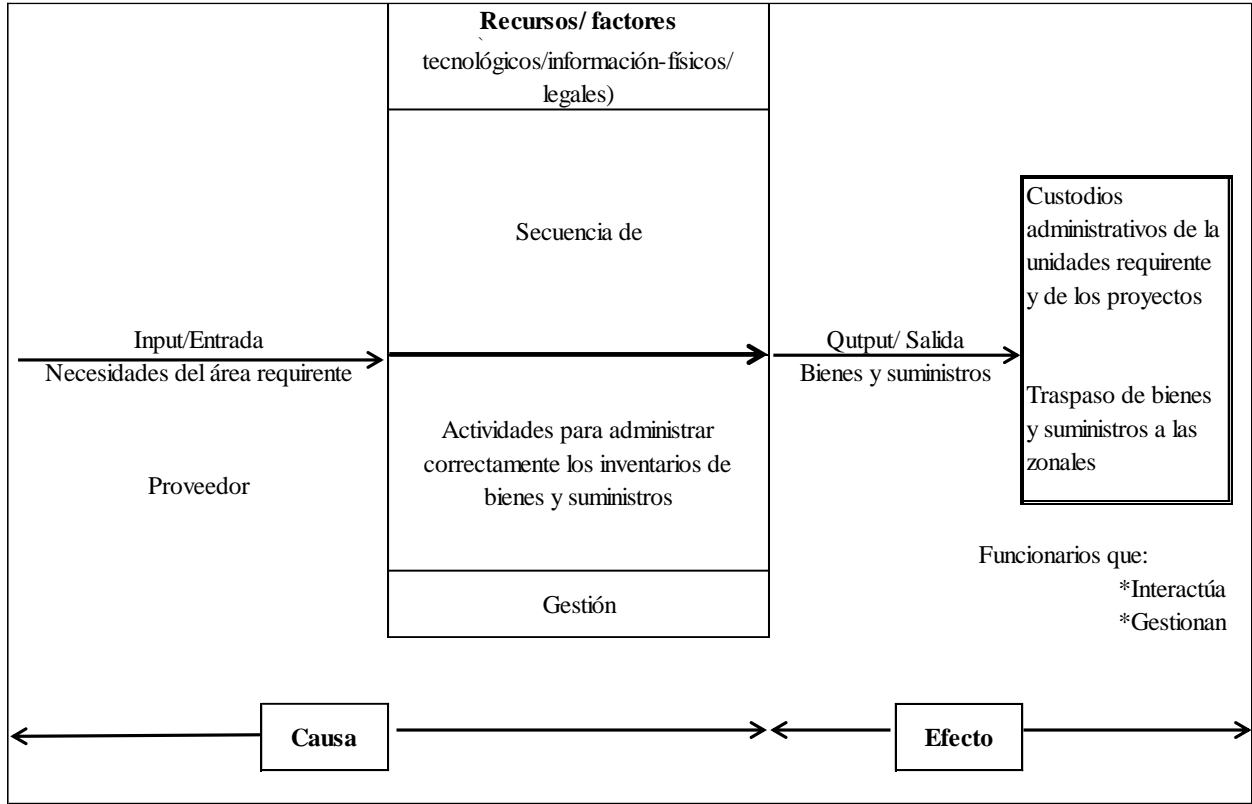 Recursos/ factores
`
tecnológicos/información-físicos/
legales)
Secuencia de
Actividades para administrar
correctamente los inventarios de
bienes y suministros
Gestión
Input/Entrada
Necesidades del área requirente
Proveedor
Qutput/ Salida
Bienes y suministros
Custodios
administrativos de la
unidades requirente
y de los proyectos
Traspaso de bienes
y suministros a las
zonales
Funcionarios que:
*Interactúa
*Gestionan
Causa
Efecto